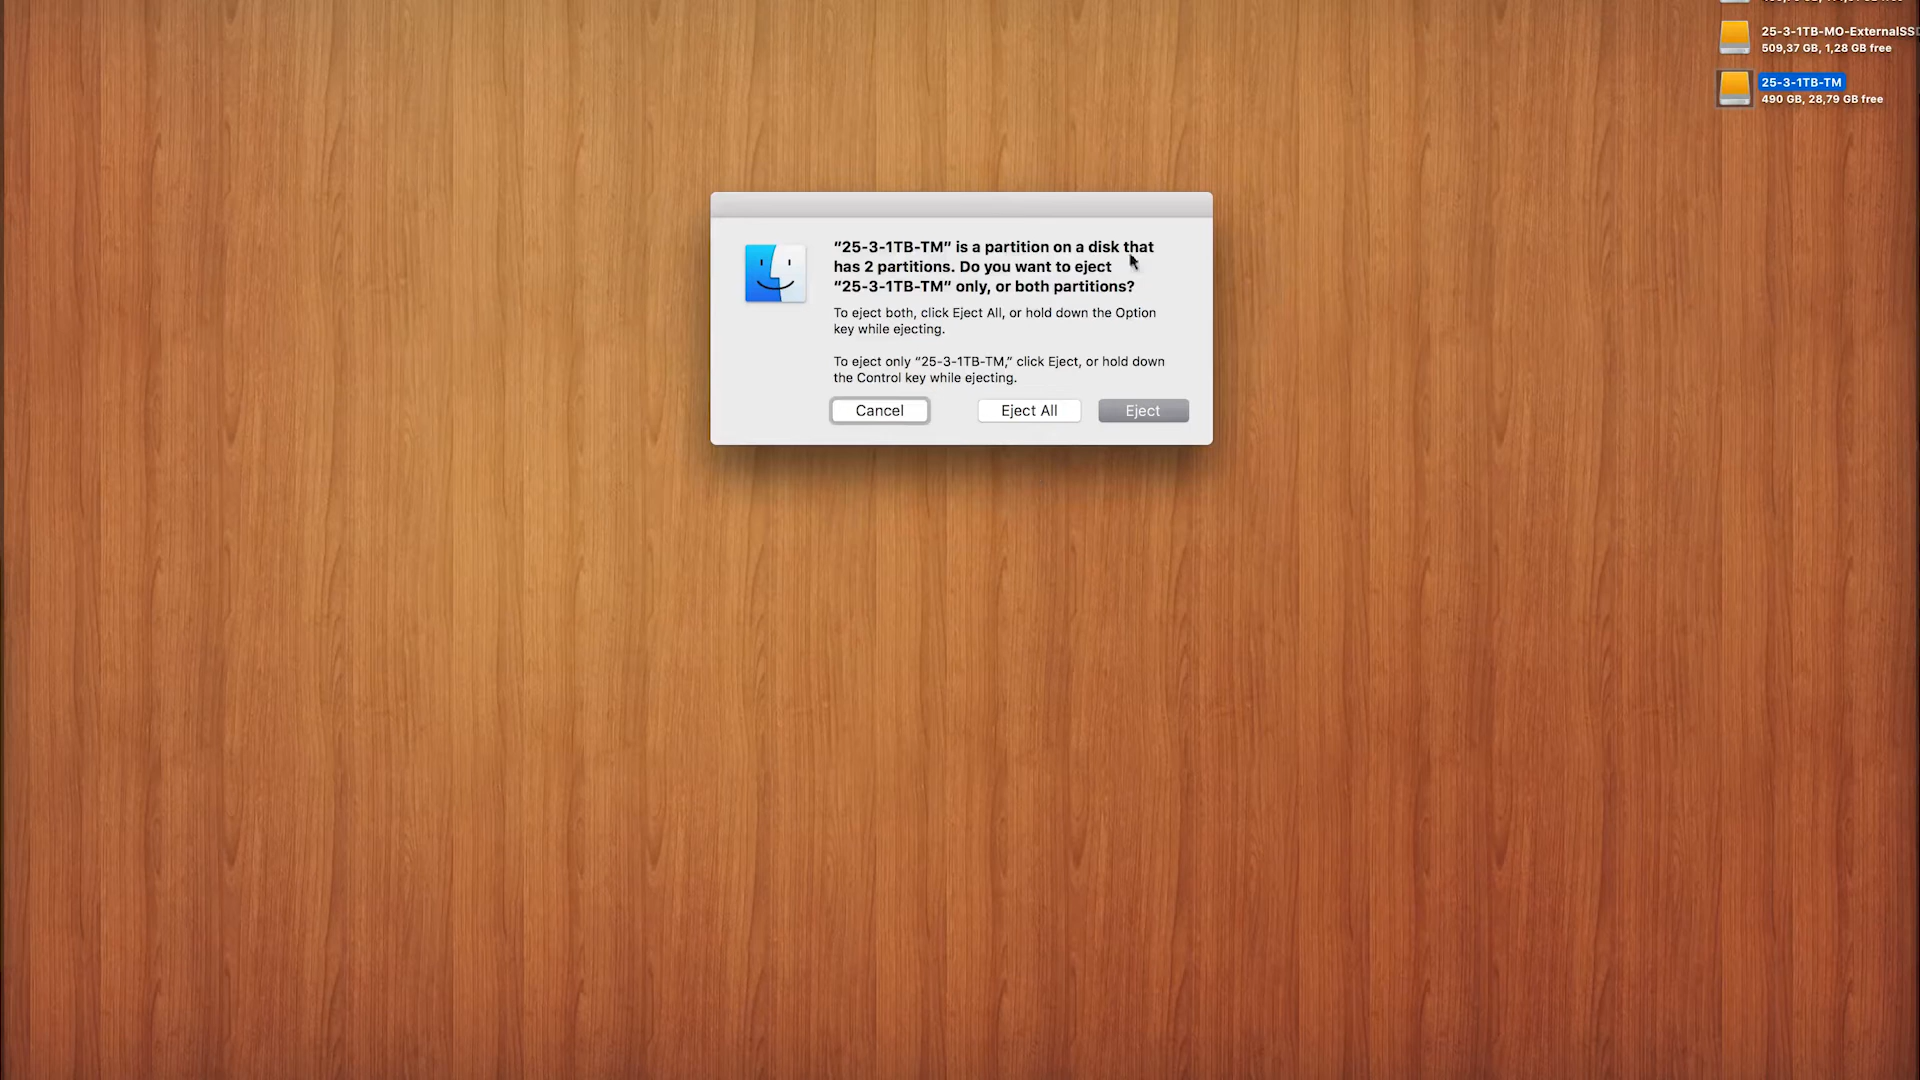 25-3-1TB-MO-ExternalSS
509,37 GB, 1,28 GB free
25-3-1TB-TM
490 GB, 28,79 GB free
“25-3-1TB-TM” is a partition on a disk that
has 2 partitions. Do you want to eject
“25-3-1TB-TM” only, or both partitions?
To eject both, click Eject All, or hold down the Option
key while ejecting.
To eject only “25-3-1TB-TM,” click Eject, or hold down
the Control key while ejecting.
Cancel
Eject All
Eject